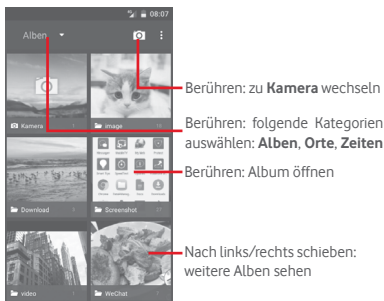 08:07
Alben
Kamera
image
Download
Screenshot
video
WeChat
Berühren: zu Kamera wechseln
Berühren: folgende Kategorien
auswählen: Alben, Orte, Zeiten
Berühren: Album öffnen
Nach links/rechts schieben:
weitere Alben sehen